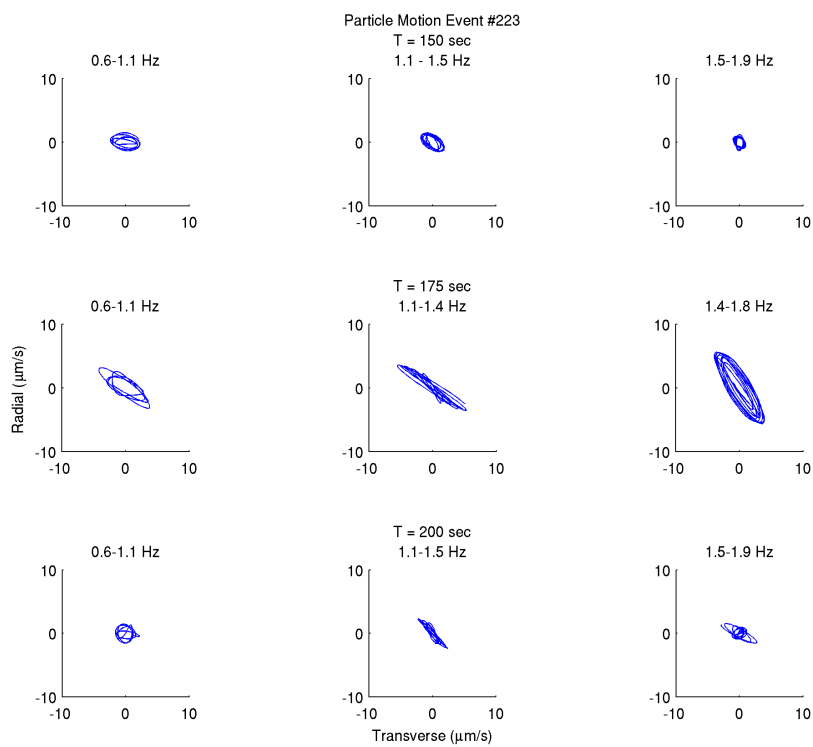 Particle Motion Event #223
T = 150 sec
0.6-1.1 Hz
1.1 - 1.5 Hz
1.5-1.9 Hz
10
0
-10
-10 0 10
10
0
-10
-10 0 10
10
0
-10
-10 0 10
T = 175 sec
0.6-1.1 Hz
1.1-1.4 Hz
1.4-1.8 Hz
Radial (μm/s)
10
0
-10
-10 0 10
10
0
-10
-10 0 10
10
0
-10
-10 0 10
T = 200 sec
0.6-1.1 Hz
1.1-1.5 Hz
1.5-1.9 Hz
10
0
-10
-10 0 10
10
0
-10
-10 0 10
10
0
-10
-10 0 10
Transverse (μm/s)